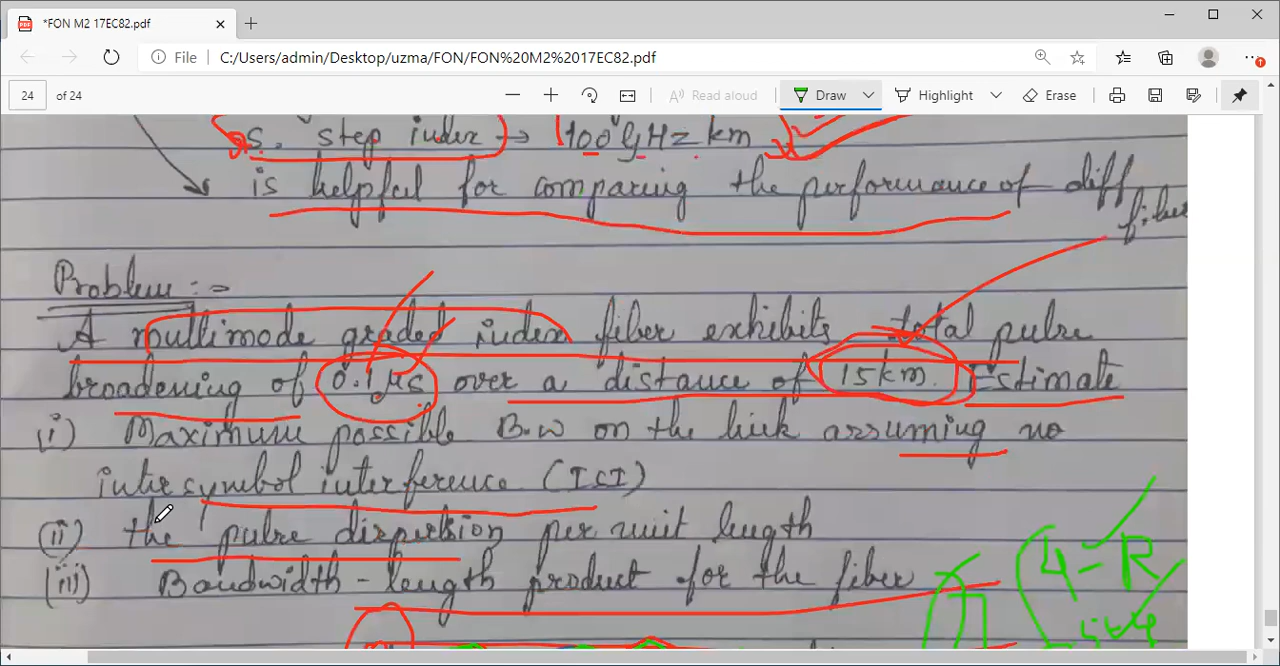 *FON M2 17EC82.pdf
File C:/Users/admin/Desktop/uzma/FON/FON%20M2%2017EC82.pdf
24 of 24 Read aloud Draw Highlight Erase
S. step index → 100 GHz km
is helpful for comparing the performance of diff
fiber
Problem :-
A multimode graded index fiber exhibits total pulse
broadening of 0.1 μs over a distance of 15km. Estimate
(i) Maximum possible B.W on the link assuming no
intersymbol interference (ISI)
(ii) the pulse dispersion per unit length
(iii) Bandwidth - length product for the fiber
4-R